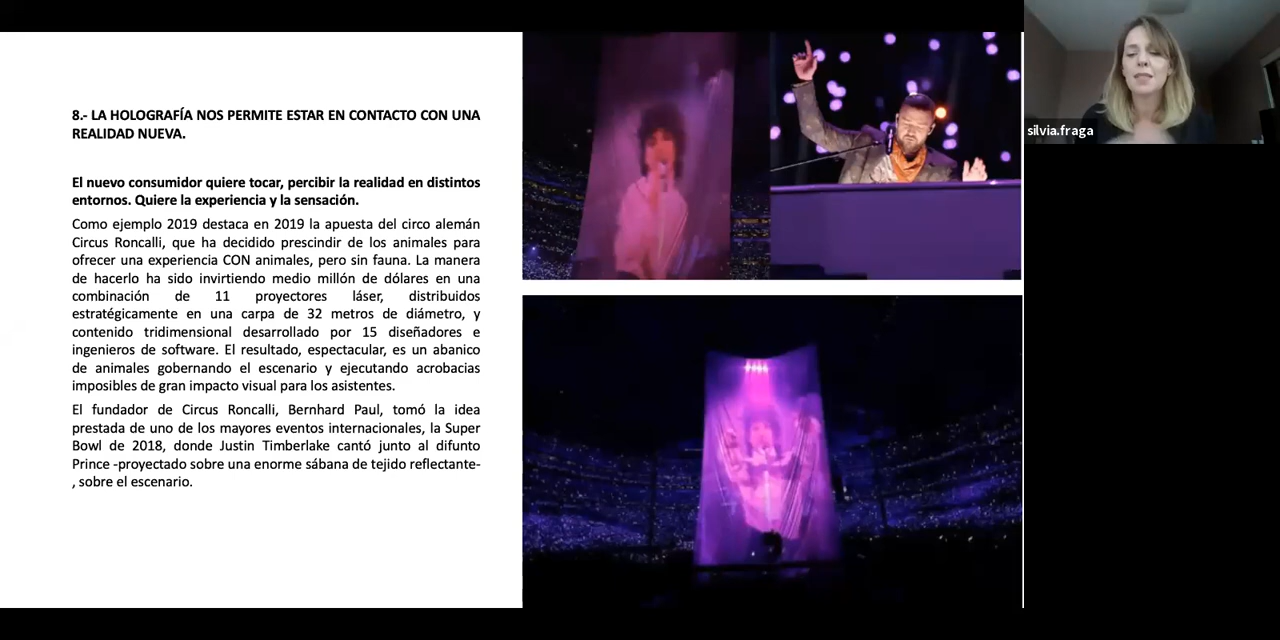 8.- LA HOLOGRAFÍA NOS PERMITE ESTAR EN CONTACTO CON UNA
REALIDAD NUEVA.
El nuevo consumidor quiere tocar, percibir la realidad en distintos
entornos. Quiere la experiencia y la sensación.
Como ejemplo 2019 destaca en 2019 la apuesta del circo alemán
Circus Roncalli, que ha decidido prescindir de los animales para
ofrecer una experiencia CON animales, pero sin fauna. La manera
de hacerlo ha sido invirtiendo medio millón de dólares en una
combinación de 11 proyectores láser, distribuidos
estratégicamente en una carpa de 32 metros de diámetro, y
contenido tridimensional desarrollado por 15 diseñadores e
ingenieros de software. El resultado, espectacular, es un abanico
de animales gobernando el escenario y ejecutando acrobacias
imposibles de gran impacto visual para los asistentes.
El fundador de Circus Roncalli, Bernhard Paul, tomó la idea
prestada de uno de los mayores eventos internacionales, la Super
Bowl de 2018, donde Justin Timberlake cantó junto al difunto
Prince -proyectado sobre una enorme sábana de tejido reflectante-
, sobre el escenario.
silvia.fraga